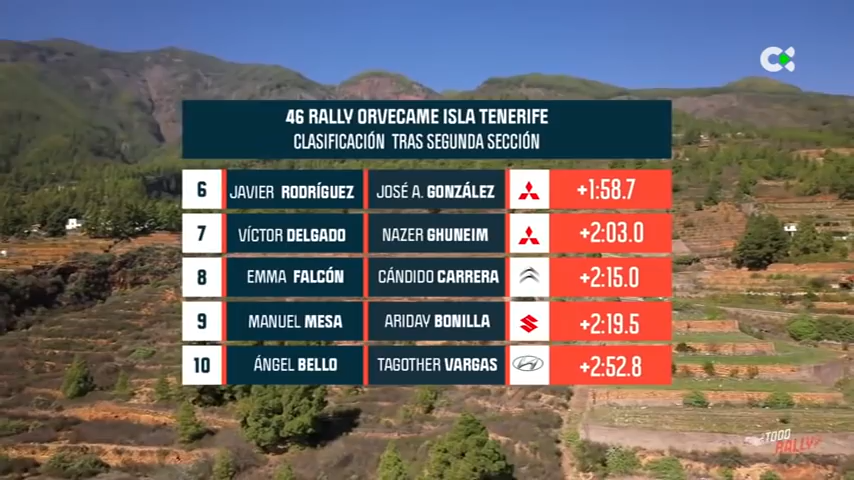 46 RALLY ORVECAME ISLA TENERIFE
CLASIFICACIÓN TRAS SEGUNDA SECCIÓN
6 JAVIER RODRÍGUEZ JOSÉ A. GONZÁLEZ +1:58.7
7 VÍCTOR DELGADO NAZER GHUNEIM +2:03.0
8 EMMA FALCÓN CÁNDIDO CARRERA +2:15.0
9 MANUEL MESA ARIDAY BONILLA +2:19.5
10 ÁNGEL BELLO TAGOTHER VARGAS +2:52.8
TODO
RALLY